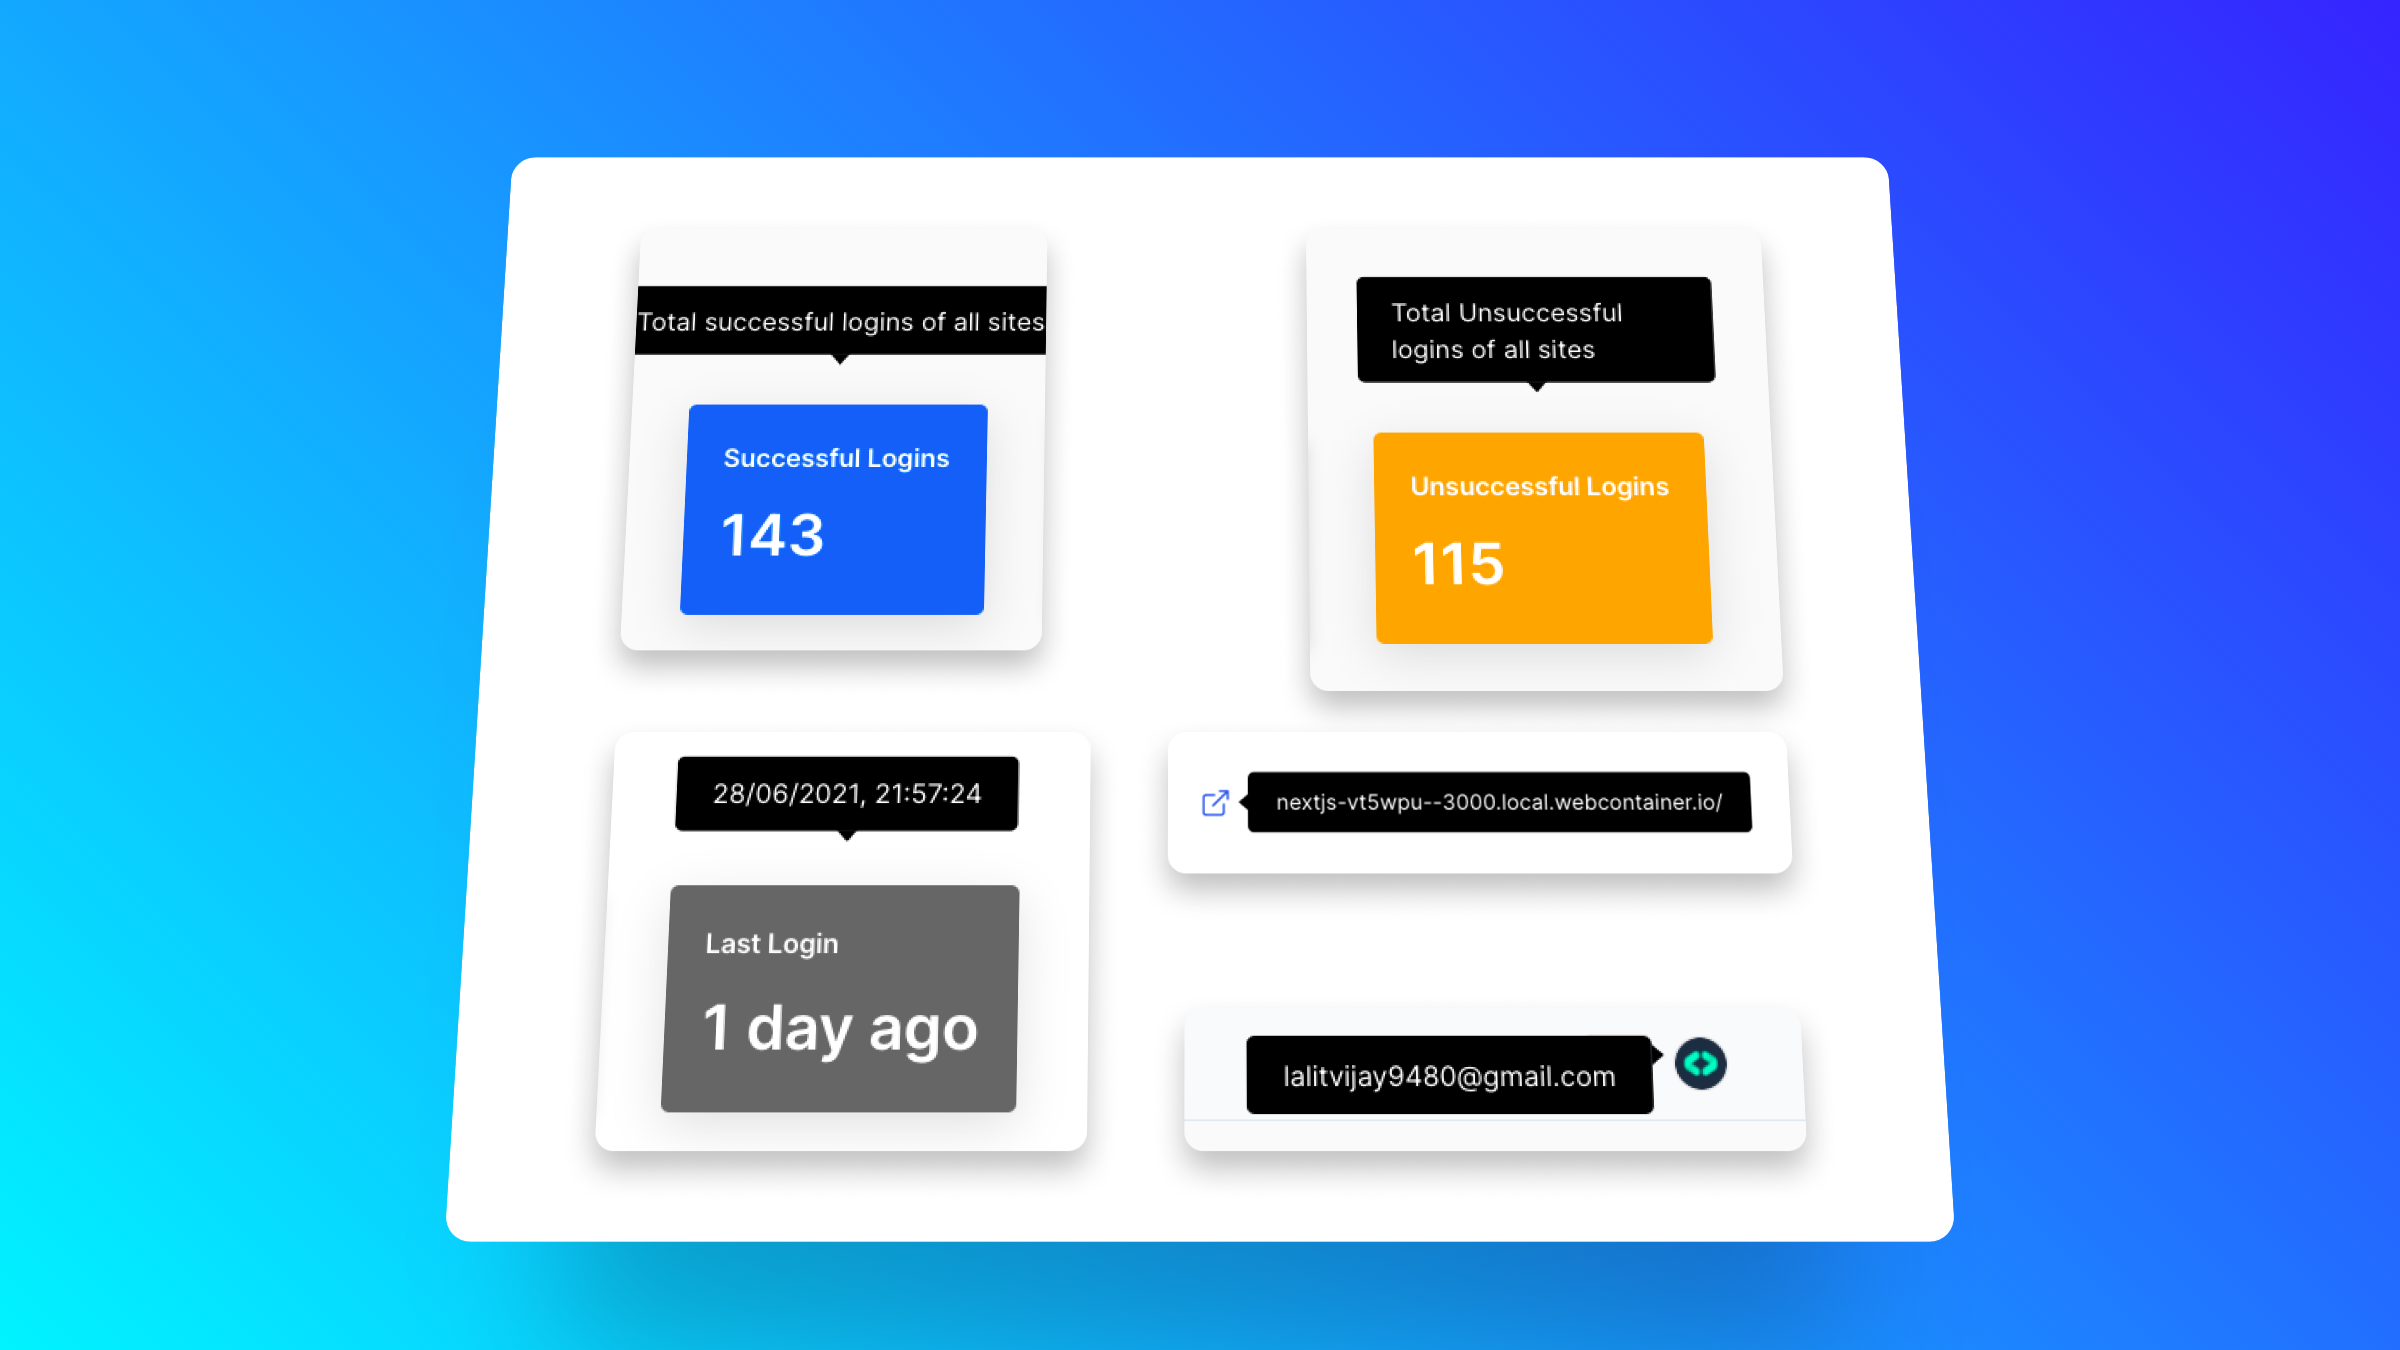 Total successful logins of all sites
Successful Logins
143
Total Unsuccessful
logins of all sites
Unsuccessful Logins
115
28/06/2021, 21:57:24
Last Login
1 day ago
nextjs-vt5wpu--3000.local.webcontainer.io/
lalitvijay9480@gmail.com